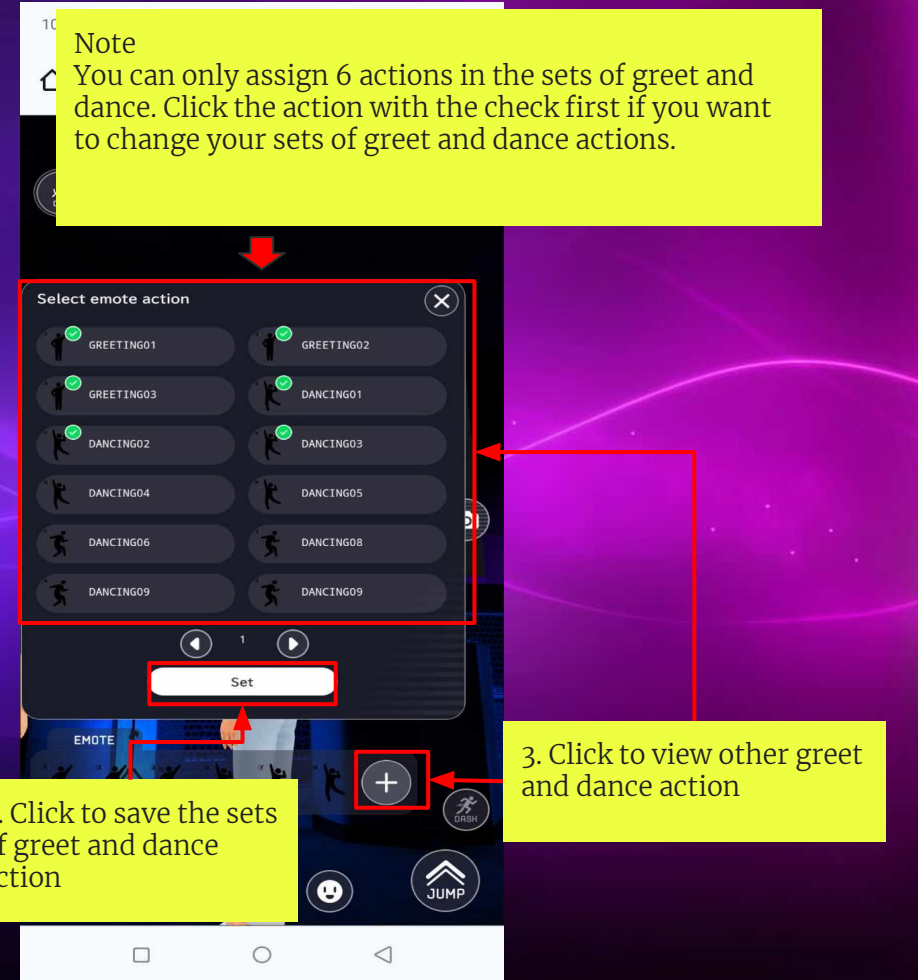 10
Note
You can only assign 6 actions in the sets of greet and
dance. Click the action with the check first if you want
to change your sets of greet and dance actions.
Select emote action
GREETING01
GREETING02
GREETING03
DANCING01
DANCING02
DANCING03
DANCING04
DANCING05
DANCING06
DANCING08
DANCING09
DANCING09
1
Set
EMOTE
3. Click to view other greet
and dance action
. Click to save the sets
f greet and dance
ction
DASH
JUMP